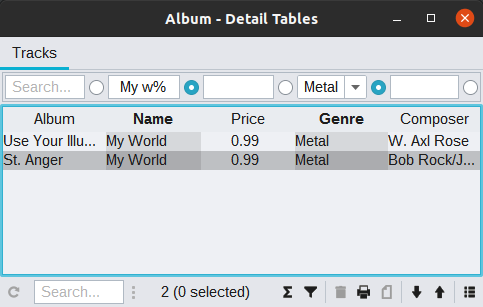 Album - Detail Tables
Tracks
Search... My w% Metal
Album Name Price Genre Composer
Use Your Illu... My World 0.99 Metal W. Axl Rose
St. Anger My World 0.99 Metal Bob Rock/J...
Search... 2 (0 selected)